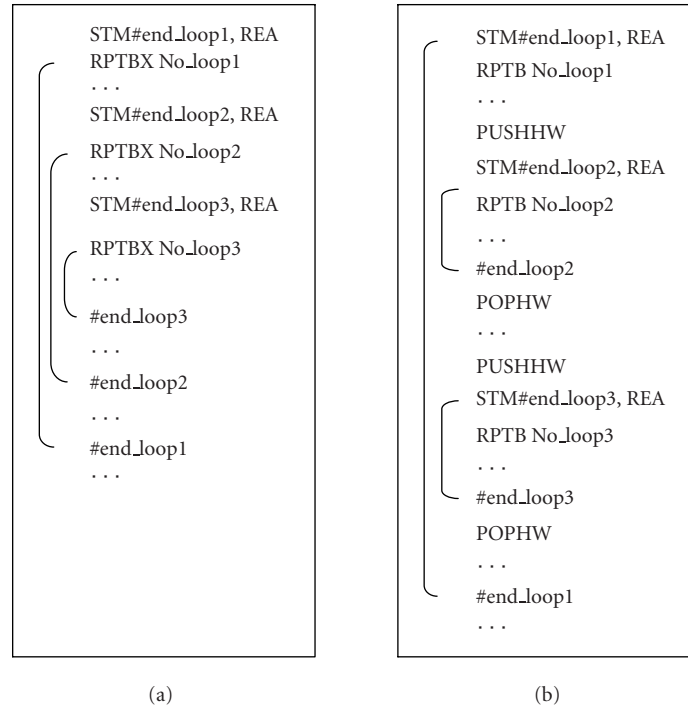 STM#end_loop1, REA
RPTBX No_loop1
...
STM#end_loop2, REA
RPTBX No_loop2
...
STM#end_loop3, REA
RPTBX No_loop3
...
#end_loop3
...
#end_loop2
...
#end_loop1
...
(a)
STM#end_loop1, REA
RPTB No_loop1
...
PUSHHW
STM#end_loop2, REA
RPTB No_loop2
...
#end_loop2
POPHW
...
PUSHHW
STM#end_loop3, REA
RPTB No_loop3
...
#end_loop3
POPHW
...
#end_loop1
...
(b)